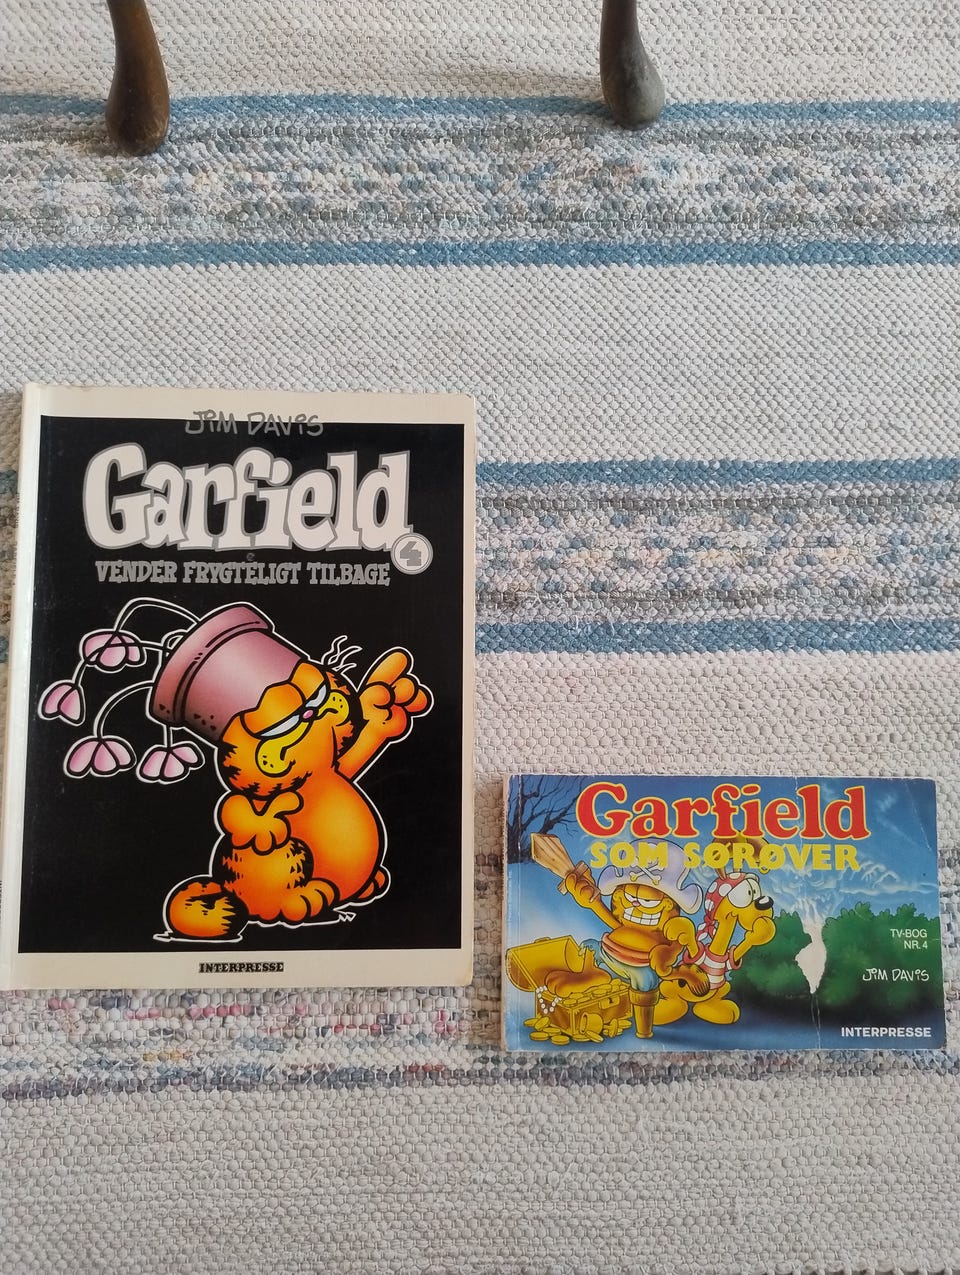 JIM DAVIS
Garfield
4
VENDER FRYGTELIGT TILBAGE
INTERPRESSE
Garfield
SOM SØRØVER
TV-BOG
NR. 4
JIM DAVIS
INTERPRESSE